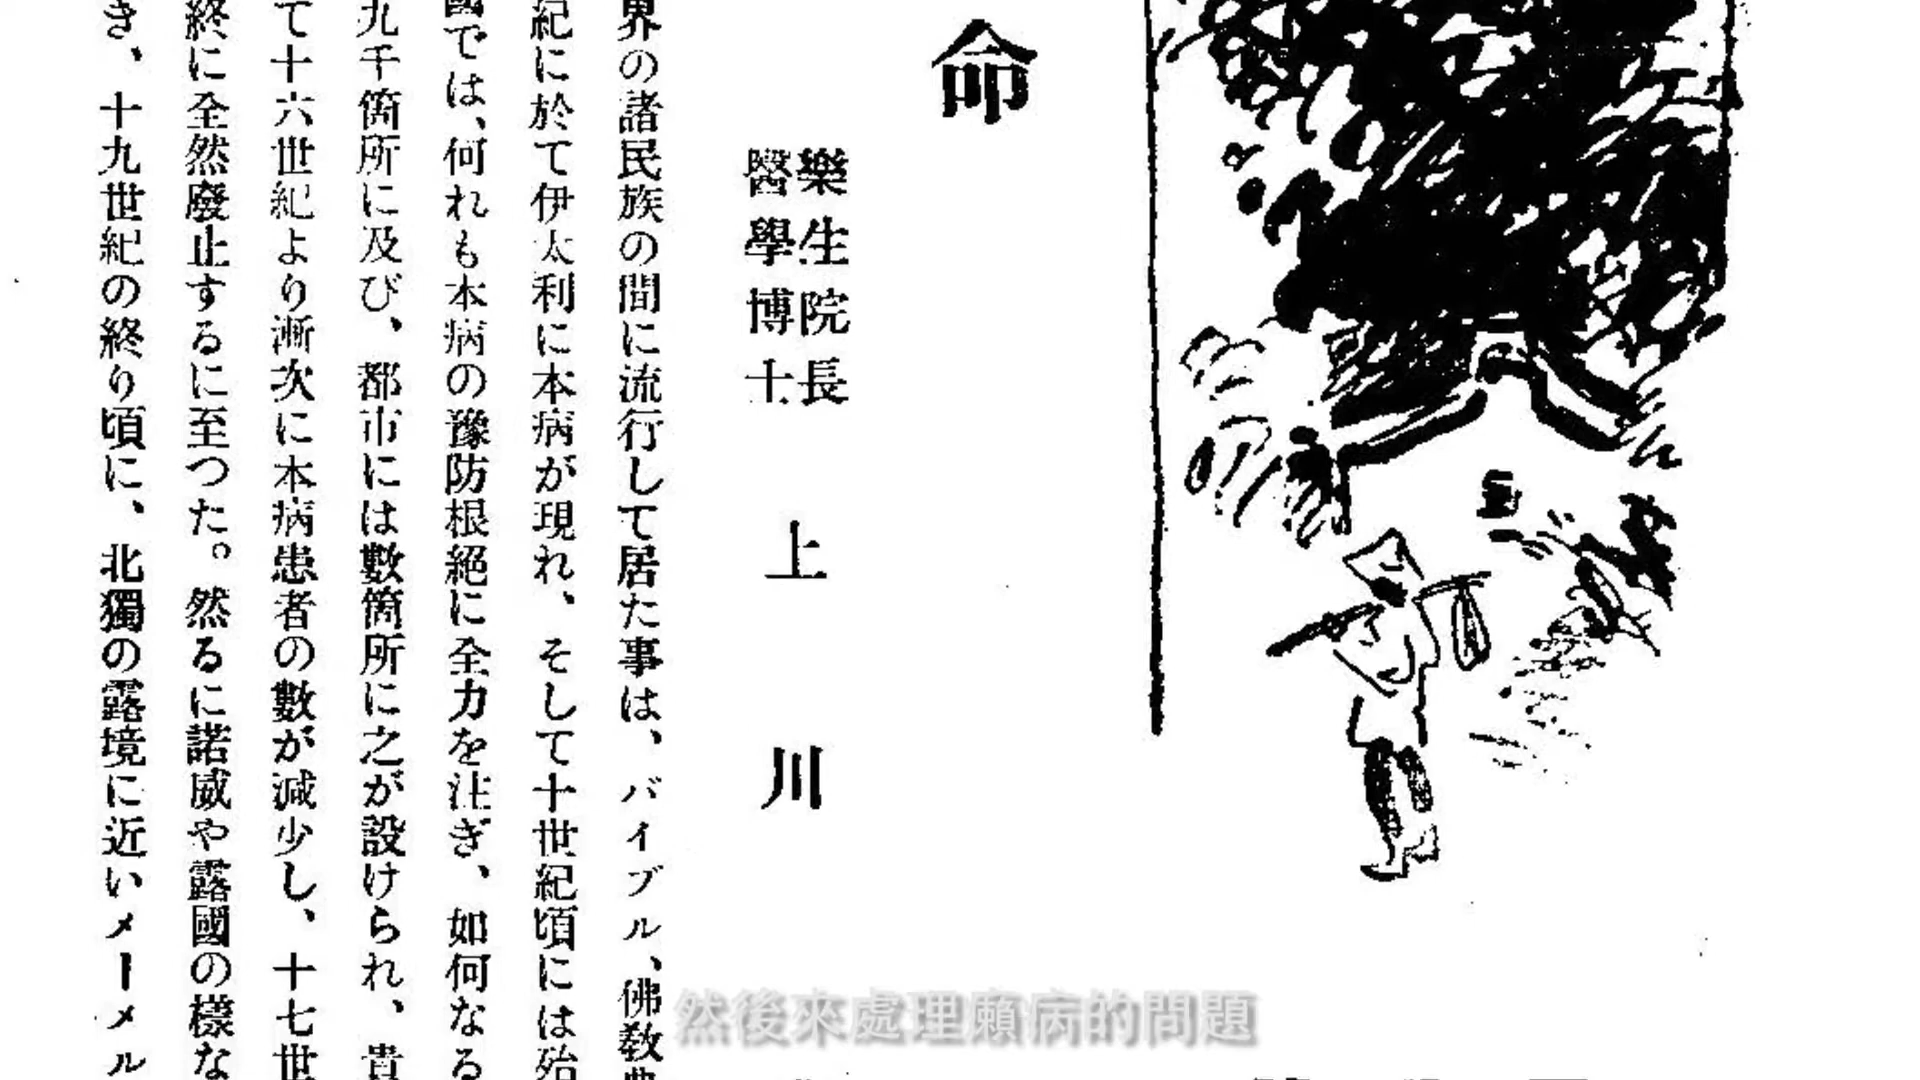 命
樂生院長
醫學博士
上川
界の諸民族の間に流行して居た事は、バイブル、佛敎典
紀に於て伊太利に本病が現れ、そして十世紀頃には殆
國では、何れも本病の豫防根絕に全力を注ぎ、如何なる
九千箇所に及び、都市には數箇所に之が設けられ、貴
て十六世紀より漸次に本病患者の數が減少し、十七世
終に全然廢止するに至つた。然るに諾威や露國の樣な
き、十九世紀の終り頃に、北獨の露境に近いメーメル
然後來處理癩病的問題